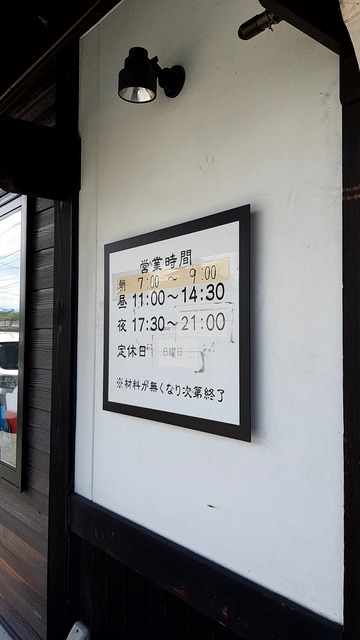 営業時間
朝 7:00 ～ 9:00
昼 11:00～14:30
夜 17:30～21:00
定休日 日曜日
※材料が無くなり次第終了